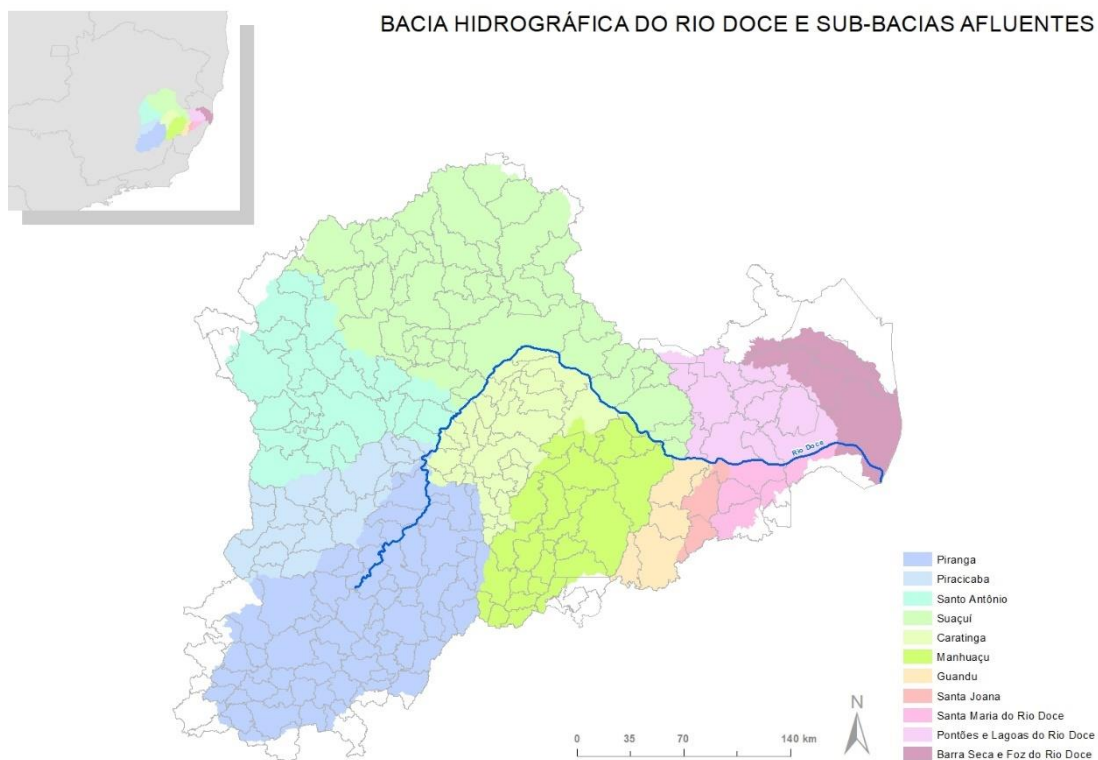 BACIA HIDROGRÁFICA DO RIO DOCE E SUB-BACIAS AFLUENTES
Rio Doce
Piranga
Piracicaba
Santo Antônio
Suaçuí
Caratinga
Manhuaçu
Guandu
Santa Joana
Santa Maria do Rio Doce
Pontões e Lagoas do Rio Doce
Barra Seca e Foz do Rio Doce
N
0 35 70 140 km